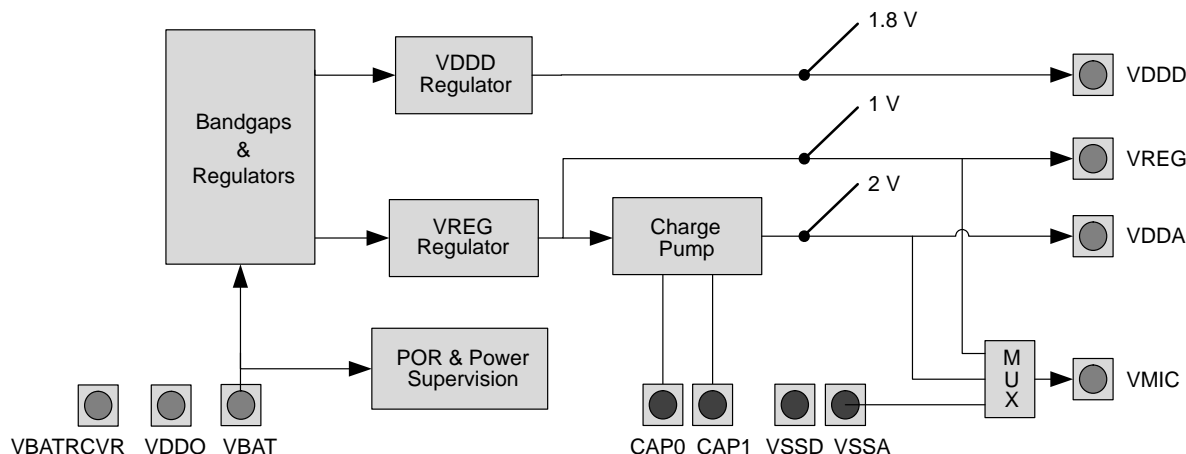 1.8 V
VDDD
Regulator
VDDD
Bandgaps
&
Regulators
1 V
VREG
2 V
VREG
Regulator
Charge
Pump
VDDA
POR & Power
Supervision
M
U
X
VMIC
VBATRCVR
VDDO
VBAT
CAP0
CAP1
VSSD
VSSA